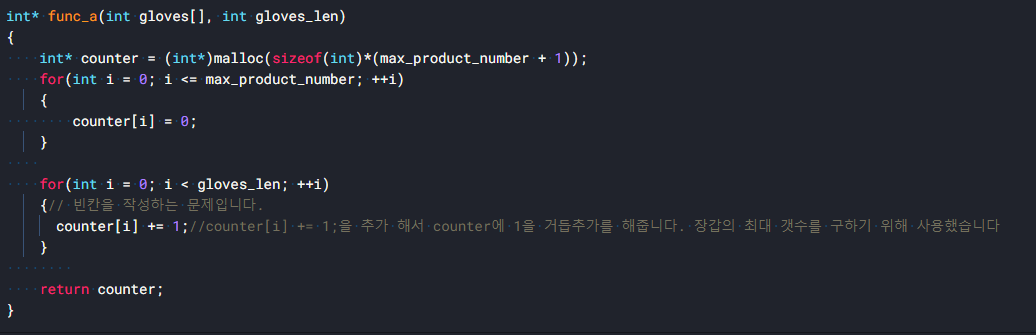 int* func_a(int gloves[], int gloves_len)
{
    int* counter = (int*)malloc(sizeof(int)*(max_product_number + 1));
    for(int i = 0; i <= max_product_number; ++i)
    {
        counter[i] = 0;
    }

    for(int i = 0; i < gloves_len; ++i)
    {// 빈칸을 작성하는 문제입니다.
      counter[i] += 1;//counter[i] += 1;을 추가 해서 counter에 1을 거듭추가를 해줍니다. 장갑의 최대 갯수를 구하기 위해 사용했습니다
    }

    return counter;
}